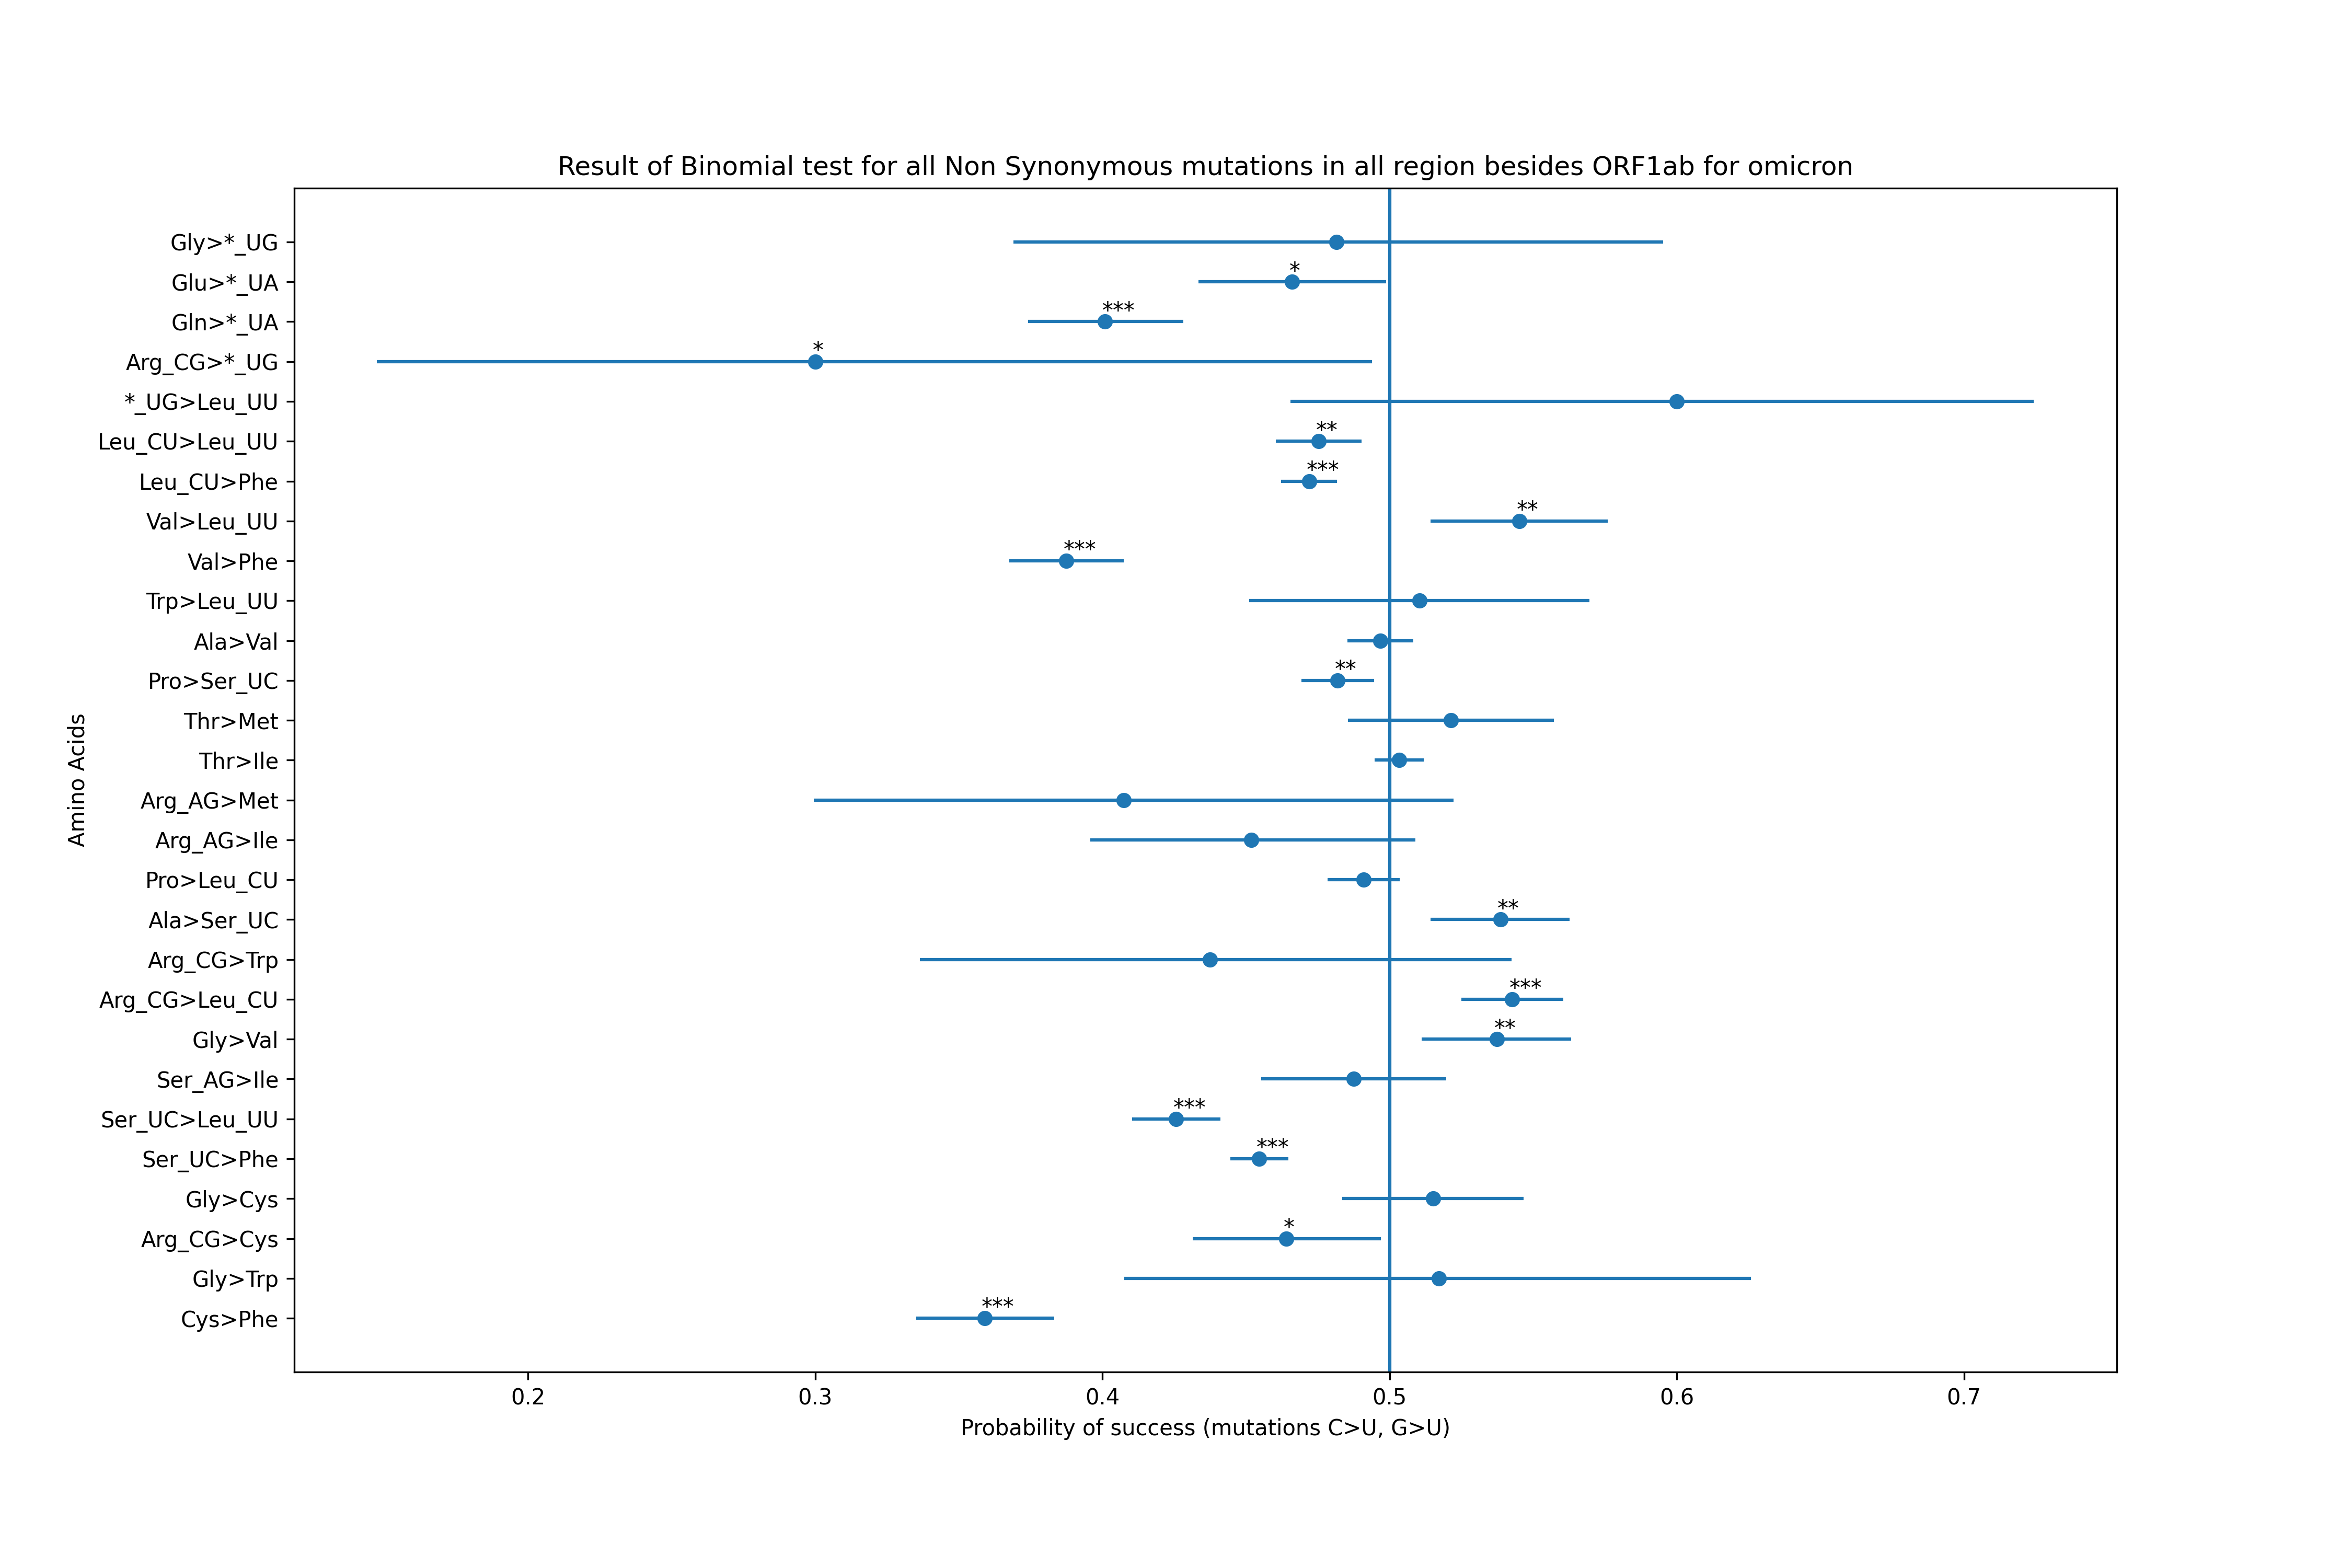 Result of Binomial test for all Non Synonymous mutations in all region besides ORF1ab for omicron
Amino Acids
Gly>*_UG
Glu>*_UA
*
Gln>*_UA
***
Arg_CG>*_UG
*
*_UG>Leu_UU
Leu_CU>Leu_UU
**
Leu_CU>Phe
***
Val>Leu_UU
**
Val>Phe
***
Trp>Leu_UU
Ala>Val
Pro>Ser_UC
**
Thr>Met
Thr>Ile
Arg_AG>Met
Arg_AG>Ile
Pro>Leu_CU
Ala>Ser_UC
**
Arg_CG>Trp
Arg_CG>Leu_CU
***
Gly>Val
**
Ser_AG>Ile
Ser_UC>Leu_UU
***
Ser_UC>Phe
***
Gly>Cys
Arg_CG>Cys
*
Gly>Trp
Cys>Phe
***
0.2 0.3 0.4 0.5 0.6 0.7
Probability of success (mutations C>U, G>U)